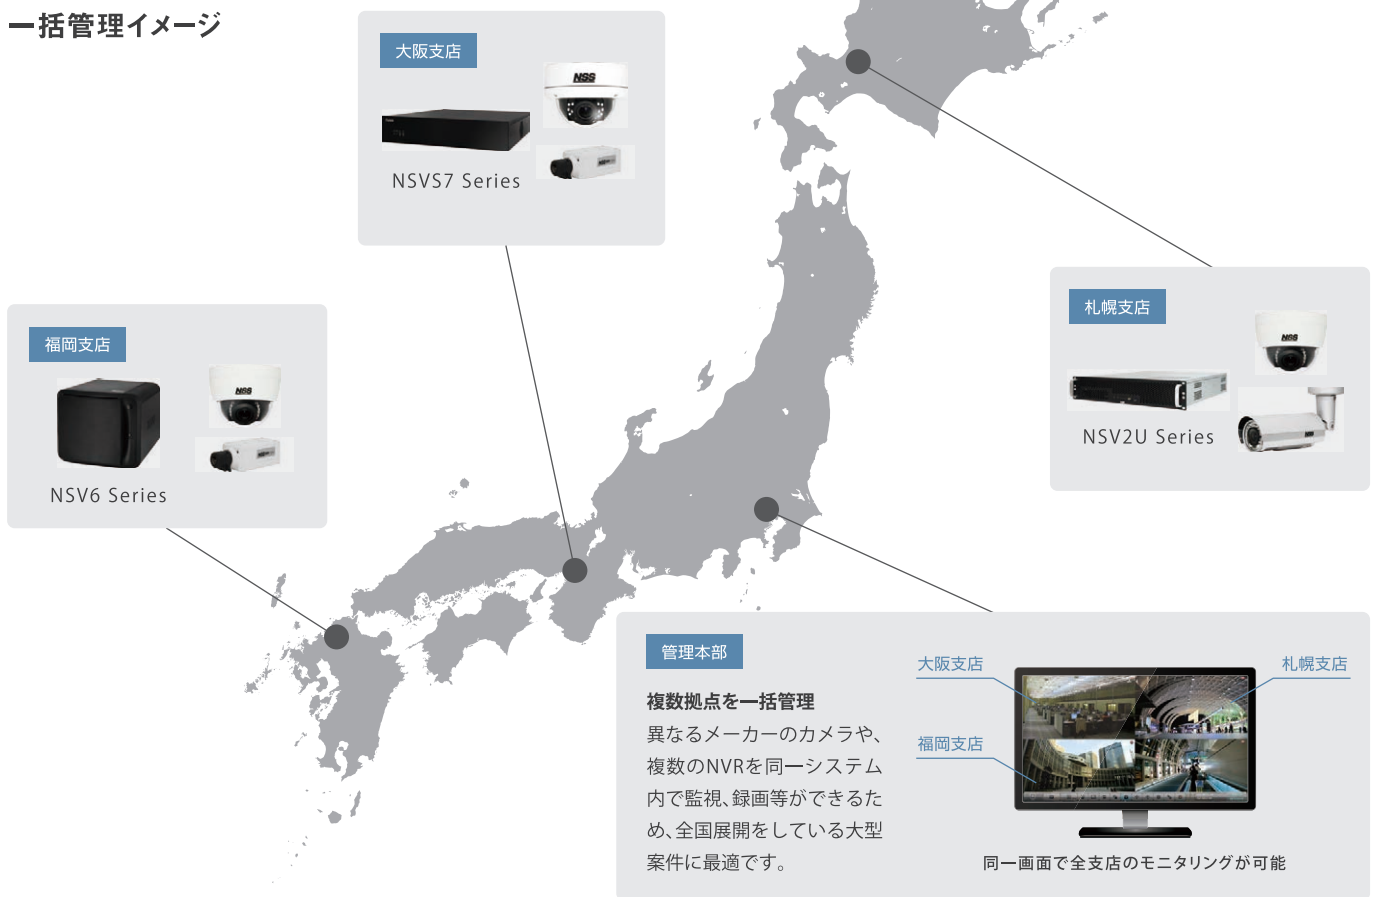 一括管理イメージ
大阪支店
NSS
NSVS7 Series
札幌支店
NSS
NSV2U Series
福岡支店
NSS
NSV6 Series
管理本部
複数拠点を一括管理
異なるメーカーのカメラや、
複数のNVRを同一システム
内で監視、録画等ができるた
め、全国展開をしている大型
案件に最適です。
大阪支店
札幌支店
福岡支店
同一画面で全支店のモニタリングが可能